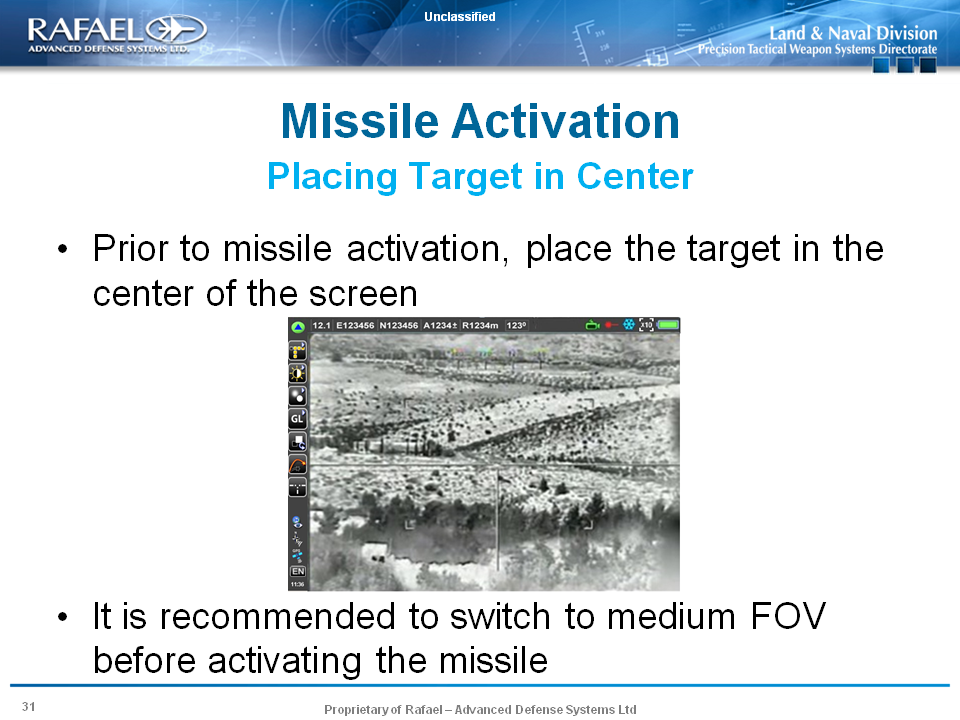 Unclassified
RAFAEL
ADVANCED DEFENSE SYSTEMS LTD.
Land & Naval Division
Precision Tactical Weapon Systems Directorate
Missile Activation
Placing Target in Center
• Prior to missile activation, place the target in the
center of the screen
12.1 E123456 N123456 A1234± R1234m 123⁰
X10
GL
EN
11:36
• It is recommended to switch to medium FOV
before activating the missile
31
Proprietary of Rafael – Advanced Defense Systems Ltd